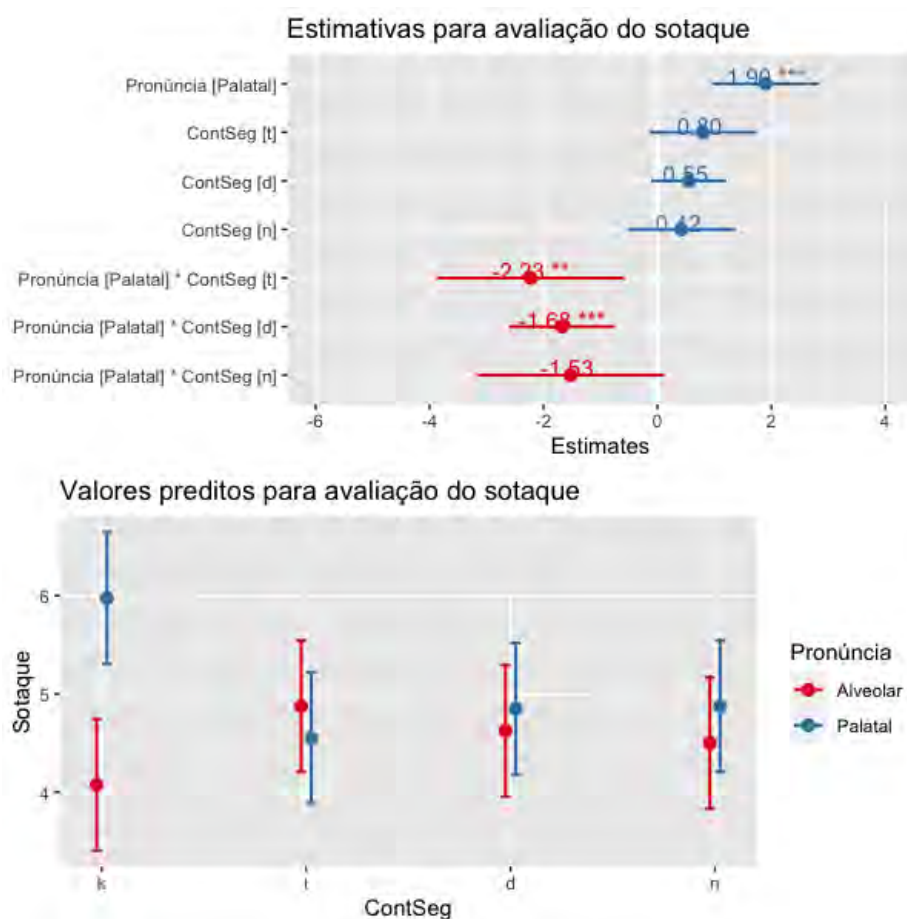 Estimativas para avaliação do sotaque
Pronúncia [Palatal]
1.90 ***
ContSeg [t]
0.80
ContSeg [d]
0.55
ContSeg [n]
0.42
Pronúncia [Palatal] * ContSeg [t]
-2.23 **
Pronúncia [Palatal] * ContSeg [d]
-1.68 ***
Pronúncia [Palatal] * ContSeg [n]
-1.53
-6 -4 -2 0 2 4
Estimates
Valores preditos para avaliação do sotaque
6
5
4
Sotaque
k t d n
ContSeg
Pronúncia
Alveolar
Palatal